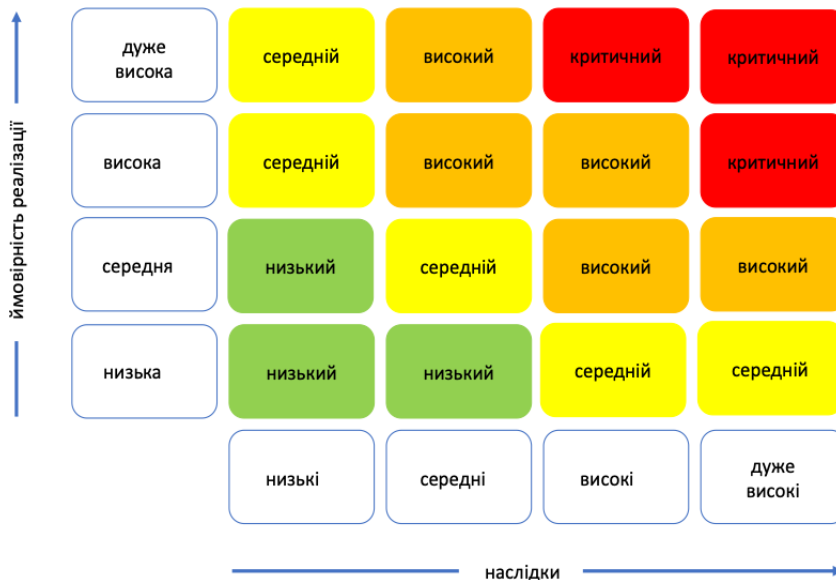 ймовірність реалізації
дуже
висока
середній
високий
критичний
критичний
висока
середній
високий
високий
критичний
середня
низький
середній
високий
високий
низька
низький
низький
середній
середній
низькі
середні
високі
дуже
високі
наслідки